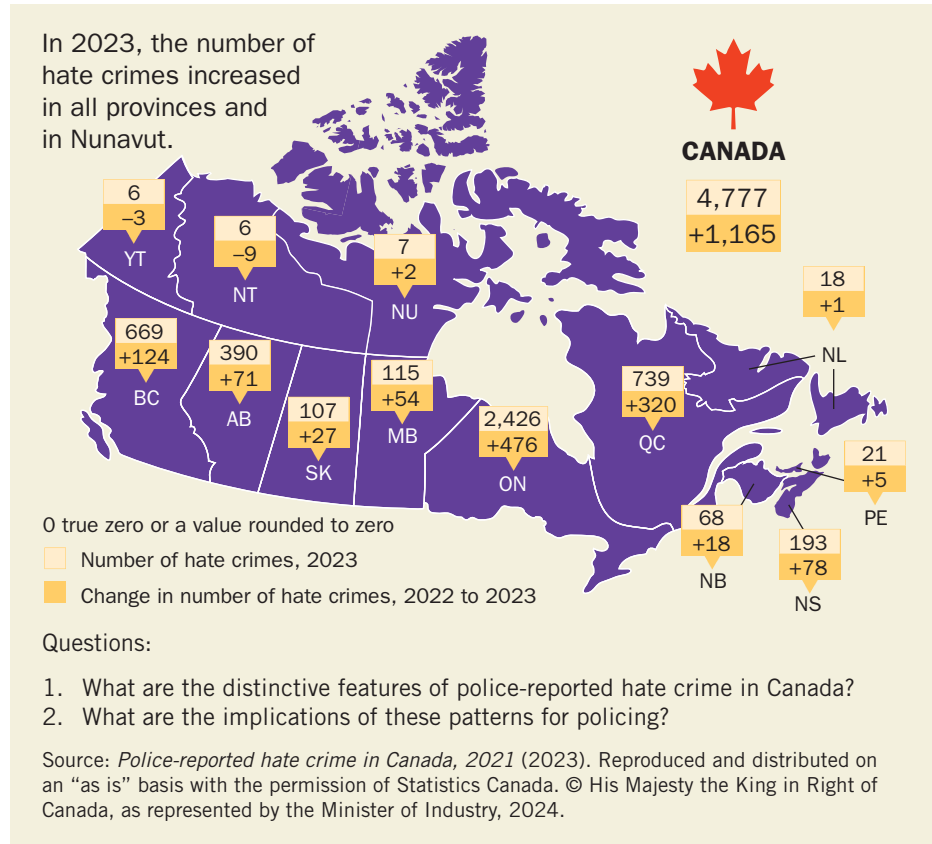 In 2023, the number of
hate crimes increased
in all provinces and
in Nunavut.
CANADA
4,777
+1,165
6
–3
YT
6
–9
NT
7
+2
NU
18
+1
NL
669
+124
BC
390
+71
AB
107
+27
SK
115
+54
MB
2,426
+476
ON
739
+320
QC
21
+5
PE
68
+18
NB
193
+78
NS
0 true zero or a value rounded to zero
Number of hate crimes, 2023
Change in number of hate crimes, 2022 to 2023
Questions:
1. What are the distinctive features of police-reported hate crime in Canada?
2. What are the implications of these patterns for policing?
Source: Police-reported hate crime in Canada, 2021 (2023). Reproduced and distributed on
an “as is” basis with the permission of Statistics Canada. © His Majesty the King in Right of
Canada, as represented by the Minister of Industry, 2024.